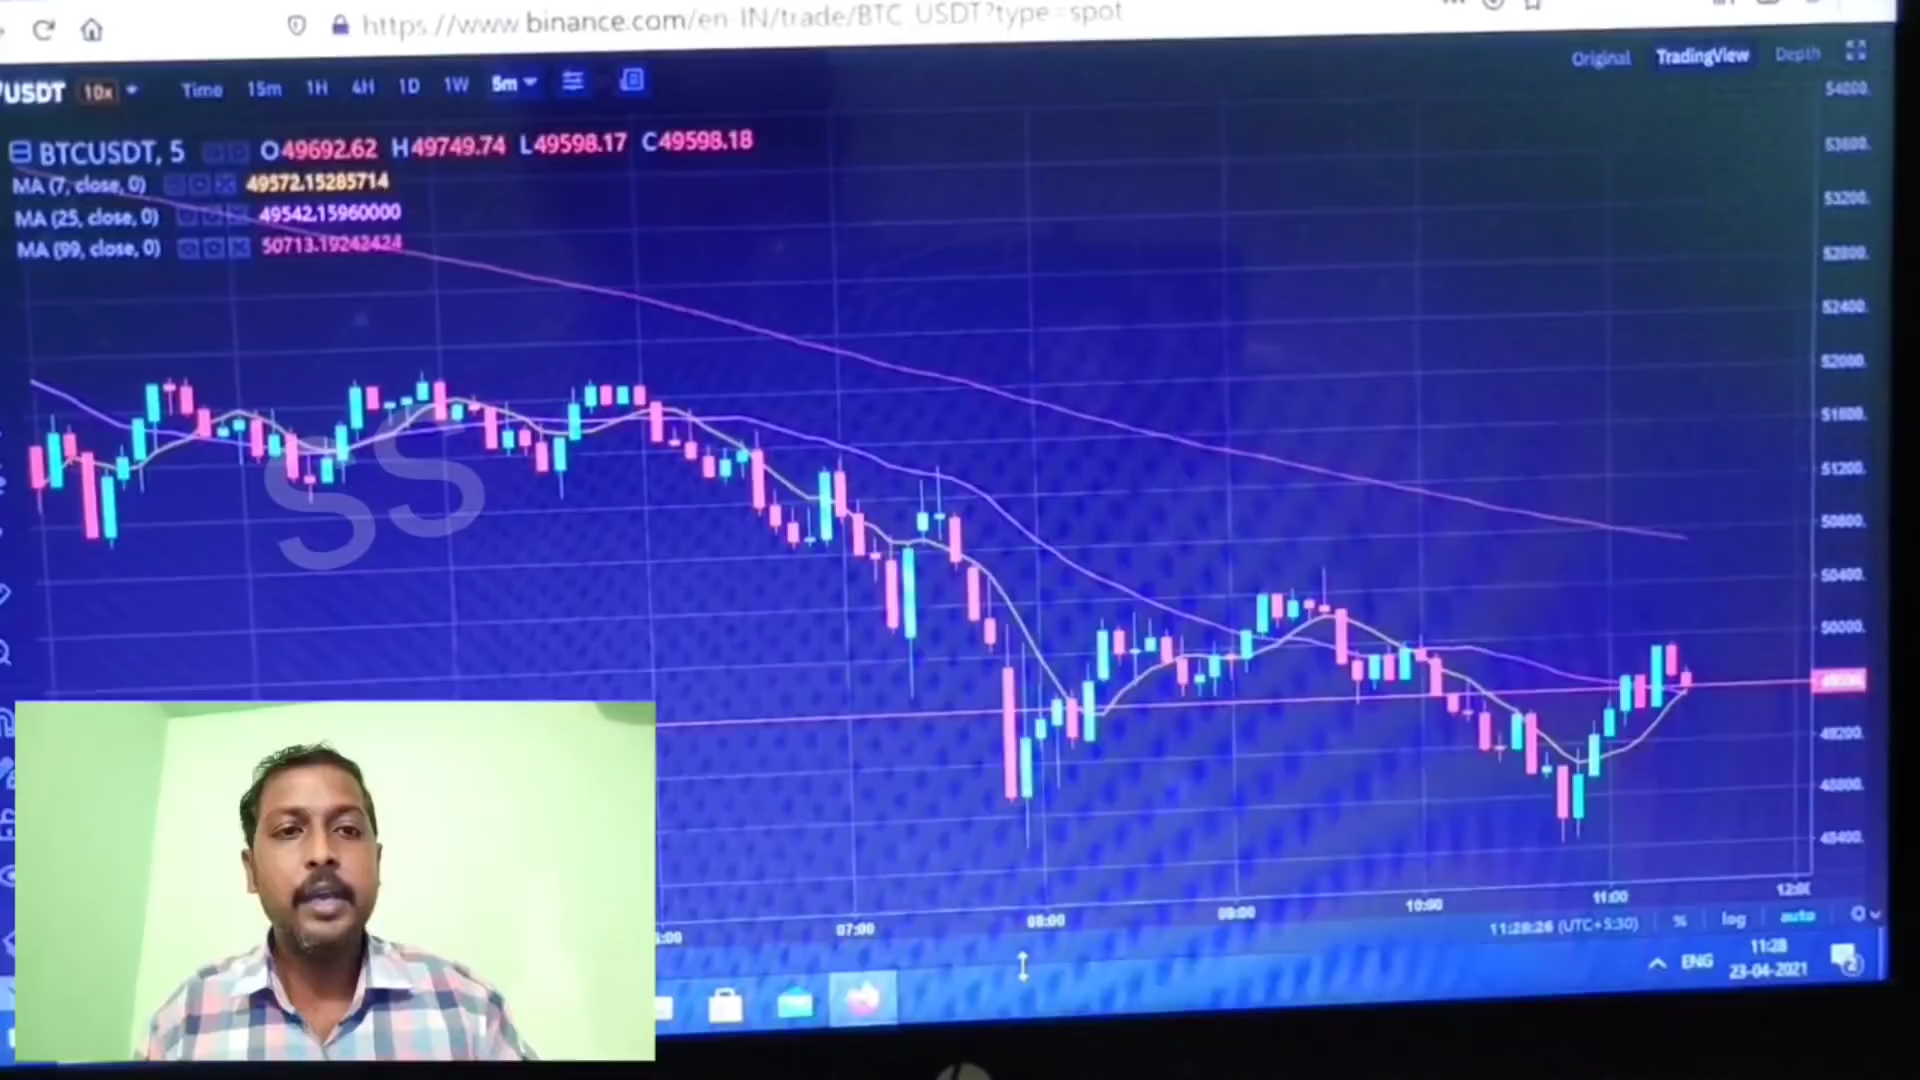 https://www.binance.com/en-IN/trade/BTC_USDT?type=spot
/USDT 10x Time 15m 1H 4H 1D 1W 5m Original TradingView Depth
BTCUSDT, 5 O49692.62 H49749.74 L49598.17 C49598.18
MA (7, close, 0) 49572.15285714
MA (25, close, 0) 49542.15960000
MA (99, close, 0) 50713.19242424
54000.
53600.
53200.
52800.
52400.
52000.
51600.
51200.
50800.
50400.
50000.
49200.
48800.
48400.
SS
07:00 08:00 09:00 10:00 11:00
11:28:26 (UTC+5:30) % log auto
ENG 11:28
23-04-2021
2